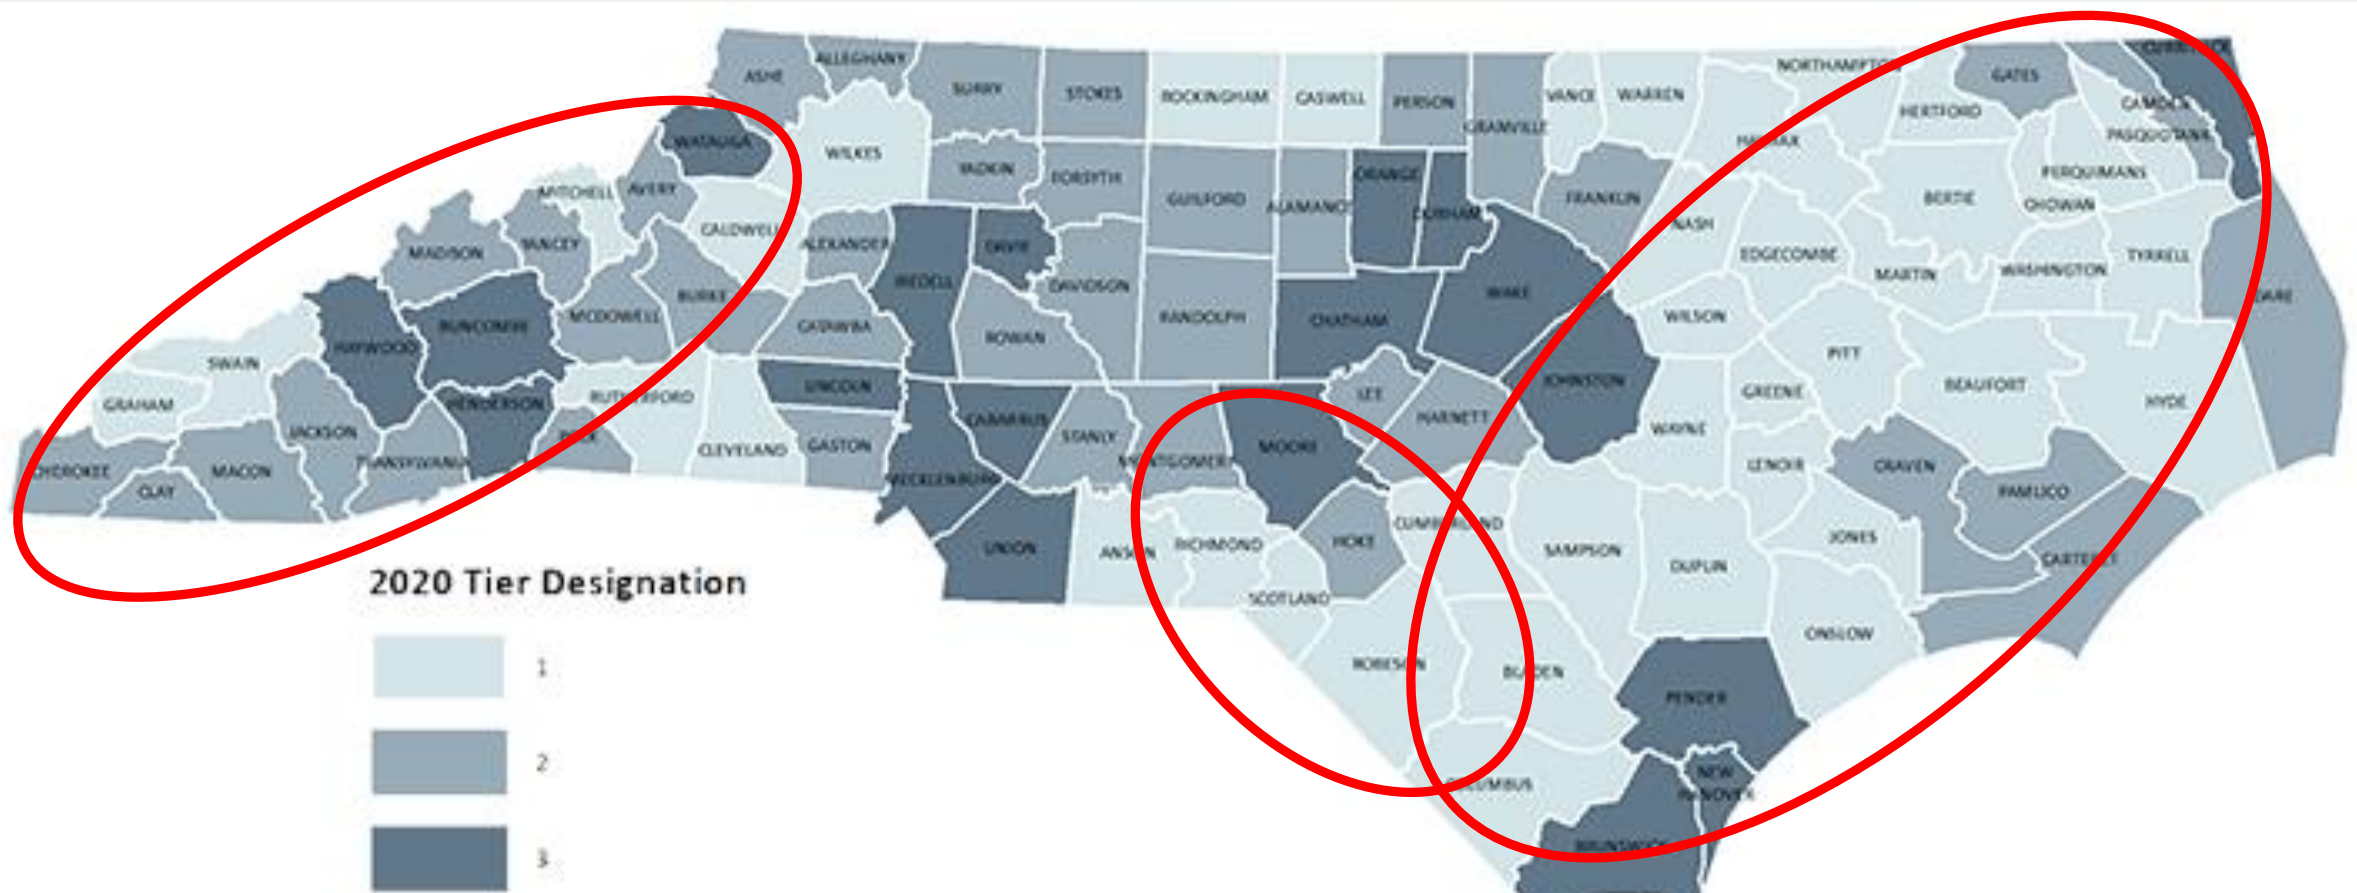 CURRITUCK
ALLEGHANY
ASHE
NORTHAMPTON
GATES
SURRY
STOKES
ROCKINGHAM
CASWELL
PERSON
VANCE
WARREN
CAMDEN
HERTFORD
GRANVILLE
PASQUOTANK
WATAUGA
HALIFAX
WILKES
YADKIN
FORSYTH
ORANGE
PERQUIMANS
MITCHELL
AVERY
GUILFORD
ALAMANCE
DURHAM
FRANKLIN
BERTIE
CHOWAN
CALDWELL
NASH
MADISON
YANCEY
ALEXANDER
DAVIE
EDGECOMBE
TYRRELL
MARTIN
WASHINGTON
IREDELL
DAVIDSON
BURKE
WAKE
DARE
BUNCOMBE
MCDOWELL
CATAWBA
RANDOLPH
CHATHAM
WILSON
ROWAN
HAYWOOD
SWAIN
PITT
LINCOLN
JOHNSTON
BEAUFORT
GRAHAM
HENDERSON
RUTHERFORD
LEE
GREENE
HYDE
CABARRUS
HARNETT
JACKSON
STANLY
WAYNE
POLK
CLEVELAND
GASTON
MOORE
CHEROKEE
MACON
TRANSYLVANIA
MONTGOMERY
LENOIR
CRAVEN
CLAY
MECKLENBURG
PAMLICO
CUMBERLAND
UNION
ANSON
RICHMOND
HOKE
SAMPSON
JONES
DUPLIN
CARTERET
2020 Tier Designation
SCOTLAND
ONSLOW
1
ROBESON
BLADEN
PENDER
2
COLUMBUS
NEW
HANOVER
3
BRUNSWICK